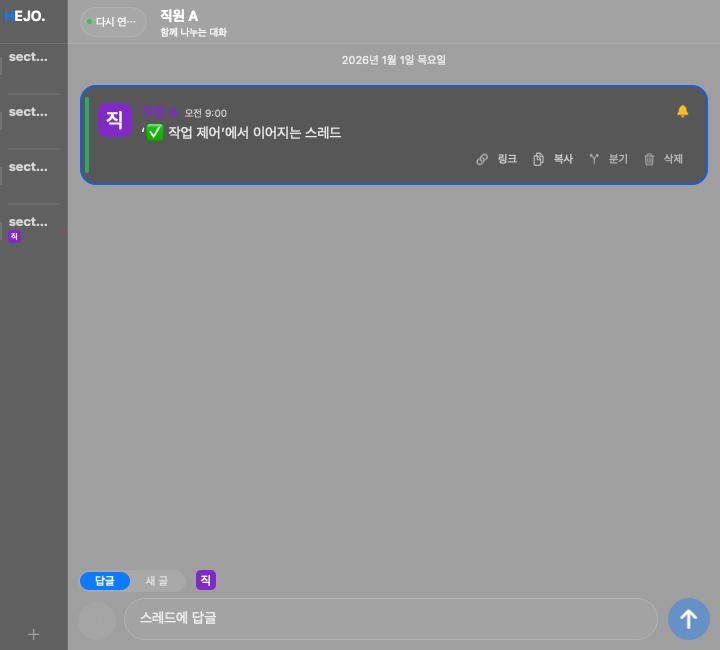 HEJO.
sect...
sect...
sect...
sect...
직
다시 연...
직원 A
함께 나누는 대화
2026년 1월 1일 목요일
직
직원 A 오전 9:00
‘✅ 작업 제어’에서 이어지는 스레드
링크 복사 분기 삭제
답글 새 글 직
스레드에 답글